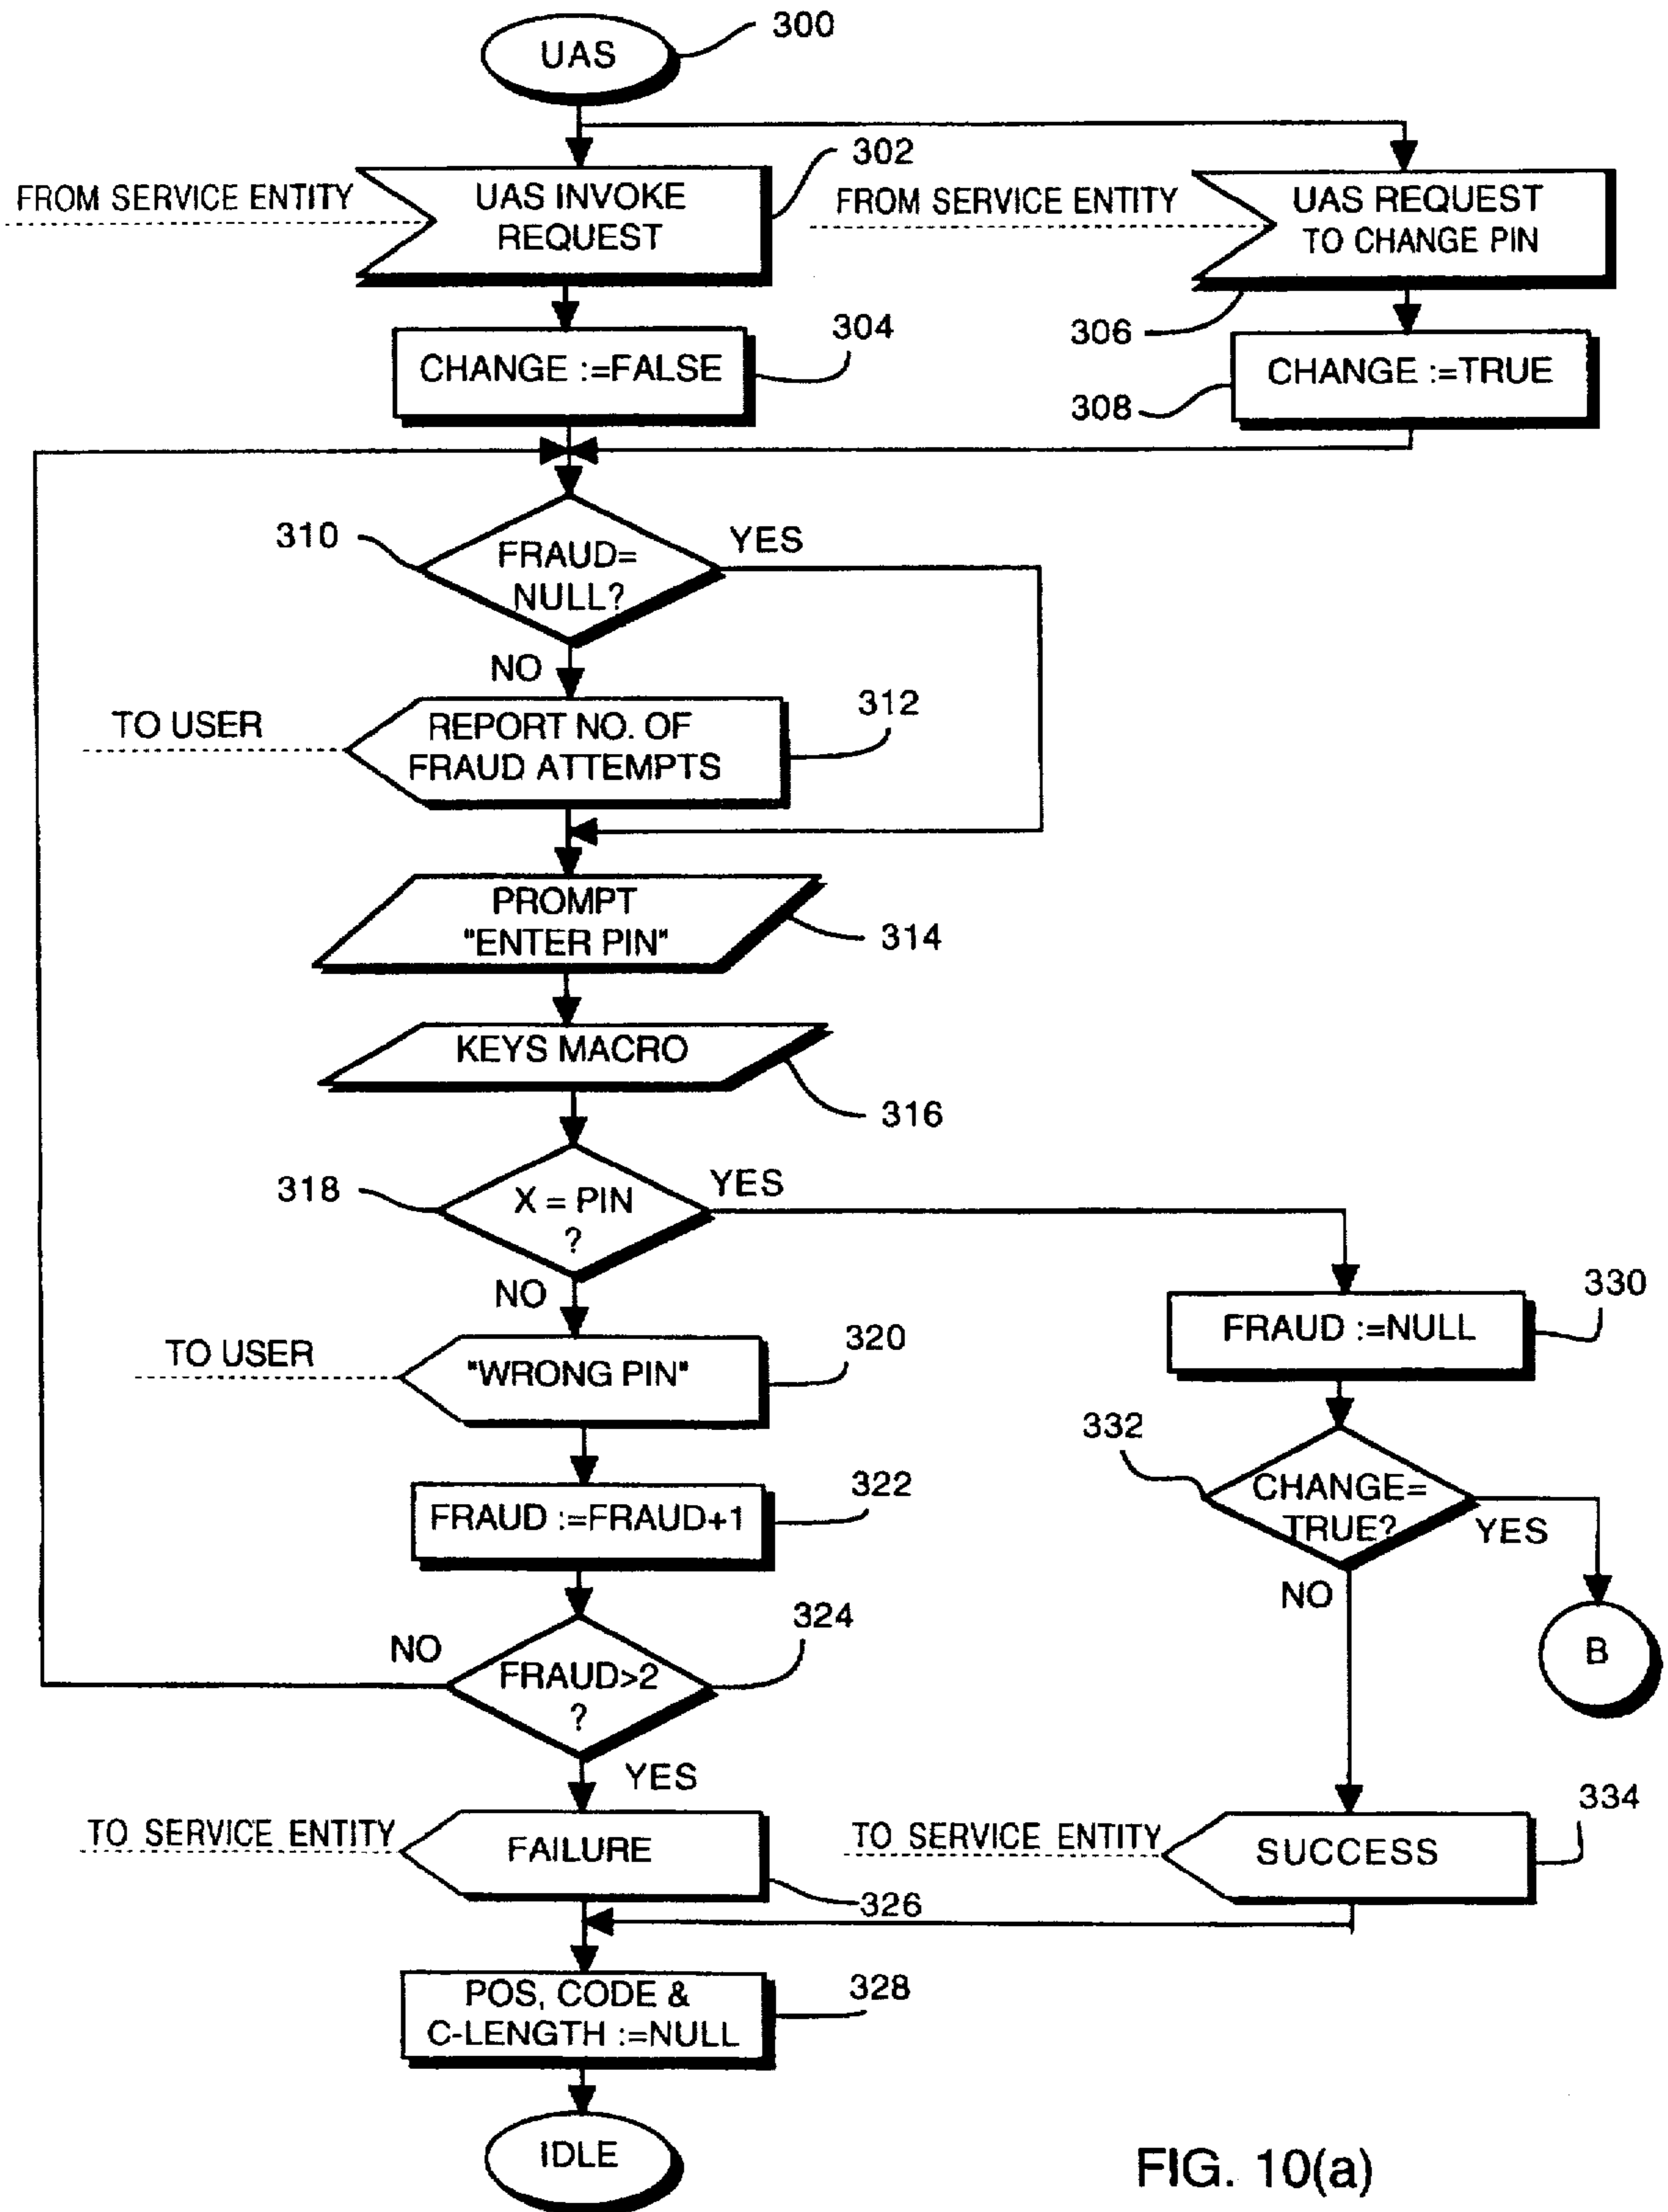 UAS
300
FROM SERVICE ENTITY
UAS INVOKE
REQUEST
302
FROM SERVICE ENTITY
UAS REQUEST
TO CHANGE PIN
306
CHANGE :=FALSE
304
CHANGE :=TRUE
308
310
FRAUD=
NULL?
YES
NO
TO USER
REPORT NO. OF
FRAUD ATTEMPTS
312
PROMPT
"ENTER PIN"
314
KEYS MACRO
316
318
X = PIN
?
YES
NO
330
FRAUD :=NULL
TO USER
"WRONG PIN"
320
332
CHANGE=
TRUE?
YES
NO
B
FRAUD :=FRAUD+1
322
NO
FRAUD>2
?
324
YES
TO SERVICE ENTITY
FAILURE
326
TO SERVICE ENTITY
SUCCESS
334
POS, CODE &
C-LENGTH :=NULL
328
IDLE
FIG. 10(a)